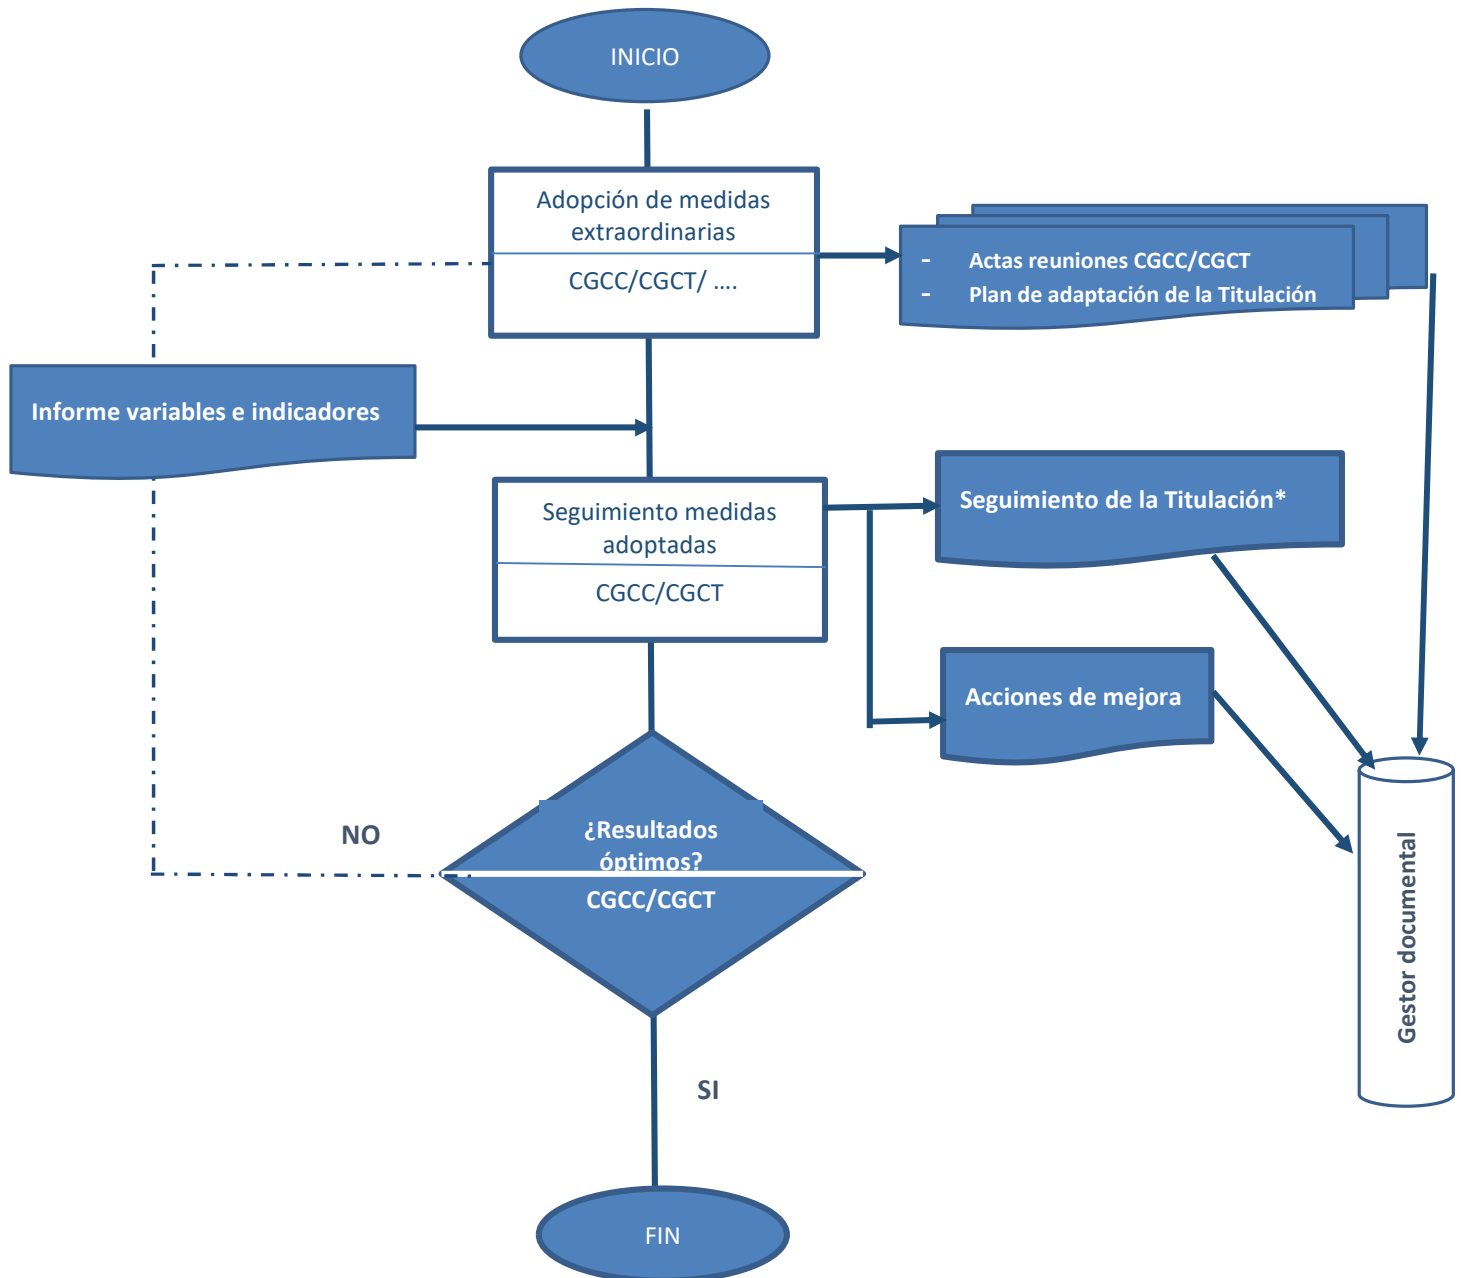 INICIO
Adopción de medidas
extraordinarias
CGCC/CGCT/ ....
- Actas reuniones CGCC/CGCT
- Plan de adaptación de la Titulación
Informe variables e indicadores
Seguimiento medidas
adoptadas
CGCC/CGCT
Seguimiento de la Titulación*
Acciones de mejora
¿Resultados
óptimos?
CGCC/CGCT
NO
SI
Gestor documental
FIN